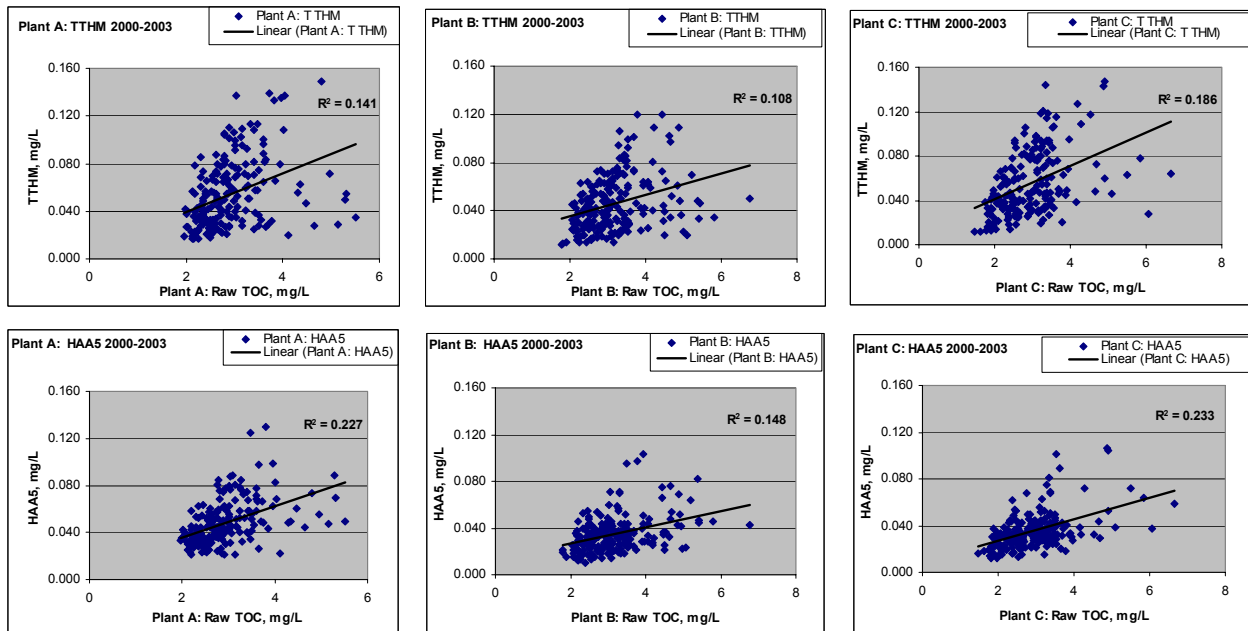 Plant A: TTHM 2000-2003
Plant A: T THM
Linear (Plant A: T THM)
R² = 0.141
TTHM, mg/L
0.160
0.120
0.080
0.040
0.000
0 2 4 6
Plant A: Raw TOC, mg/L
Plant B: TTHM 2000-2003
Plant B: TTHM
Linear (Plant B: TTHM)
R² = 0.108
TTHM, mg/L
0.160
0.120
0.080
0.040
0.000
0 2 4 6 8
Plant B: Raw TOC, mg/L
Plant C: TTHM 2000-2003
Plant C: T THM
Linear (Plant C: T THM)
R² = 0.186
TTHM, mg/L
0.160
0.120
0.080
0.040
0.000
0 2 4 6 8
Plant C: Raw TOC, mg/L
Plant A: HAA5 2000-2003
Plant A: HAA5
Linear (Plant A: HAA5)
R² = 0.227
HAA5, mg/L
0.160
0.120
0.080
0.040
0.000
0 2 4 6
Plant A: Raw TOC, mg/L
Plant B: HAA5 2000-2003
Plant B: HAA5
Linear (Plant B: HAA5)
R² = 0.148
HAA5, mg/L
0.160
0.120
0.080
0.040
0.000
0 2 4 6 8
Plant B: Raw TOC, mg/L
Plant C: HAA5 2000-2003
Plant C: HAA5
Linear (Plant C: HAA5)
R² = 0.233
HAA5, mg/L
0.160
0.120
0.080
0.040
0.000
0 2 4 6 8
Plant C: Raw TOC, mg/L